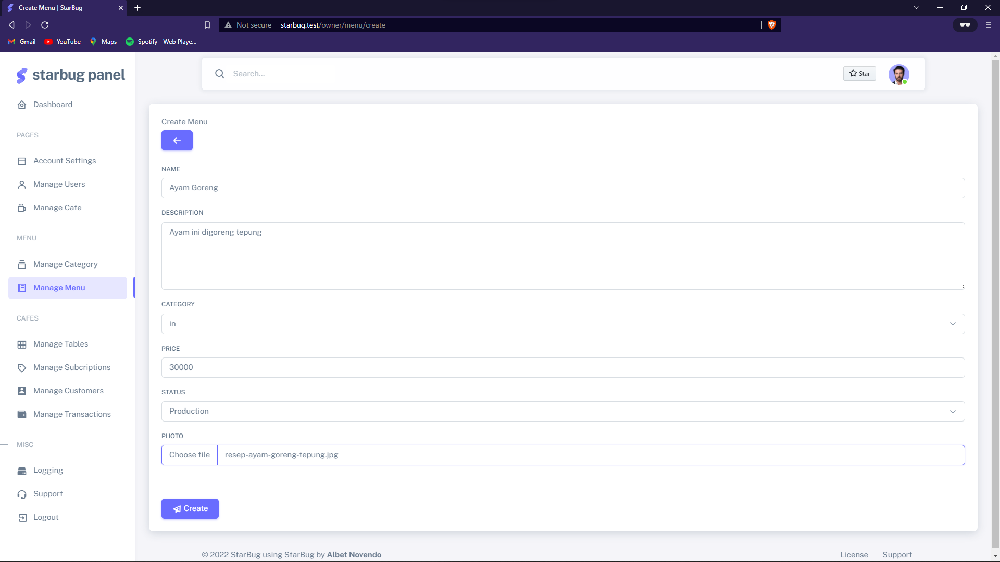 Create Menu | StarBug
Not secure
starbug.test/owner/menu/create
Gmail
YouTube
Maps
Spotify - Web Playe...
starbug panel
Dashboard
PAGES
Account Settings
Manage Users
Manage Cafe
MENU
Manage Category
Manage Menu
CAFES
Manage Tables
Manage Subcriptions
Manage Customers
Manage Transactions
MISC
Logging
Support
Logout
Search...
Star
Create Menu
NAME
Ayam Goreng
DESCRIPTION
Ayam ini digoreng tepung
CATEGORY
in
PRICE
30000
STATUS
Production
PHOTO
Choose file
resep-ayam-goreng-tepung.jpg
Create
© 2022 StarBug using StarBug by Albet Novendo
License
Support